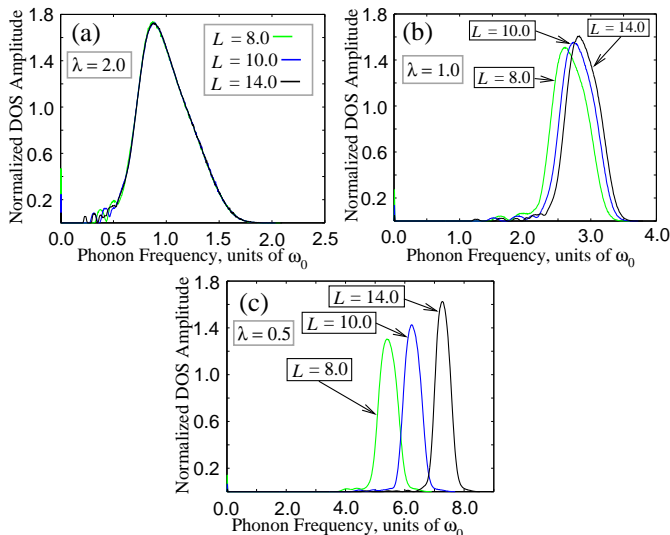 (a)
λ = 2.0
L = 8.0
L = 10.0
L = 14.0
Normalized DOS Amplitude
1.8
1.4
1.0
0.6
0.2
0.0 0.5 1.0 1.5 2.0 2.5
Phonon Frequency, units of ω₀
(b)
λ = 1.0
L = 10.0
L = 14.0
L = 8.0
Normalized DOS Amplitude
1.8
1.4
1.0
0.6
0.2
0.0 1.0 2.0 3.0 4.0
Phonon Frequency, units of ω₀
(c)
λ = 0.5
L = 14.0
L = 10.0
L = 8.0
Normalized DOS Amplitude
1.8
1.4
1.0
0.6
0.2
0.0 2.0 4.0 6.0 8.0
Phonon Frequency, units of ω₀